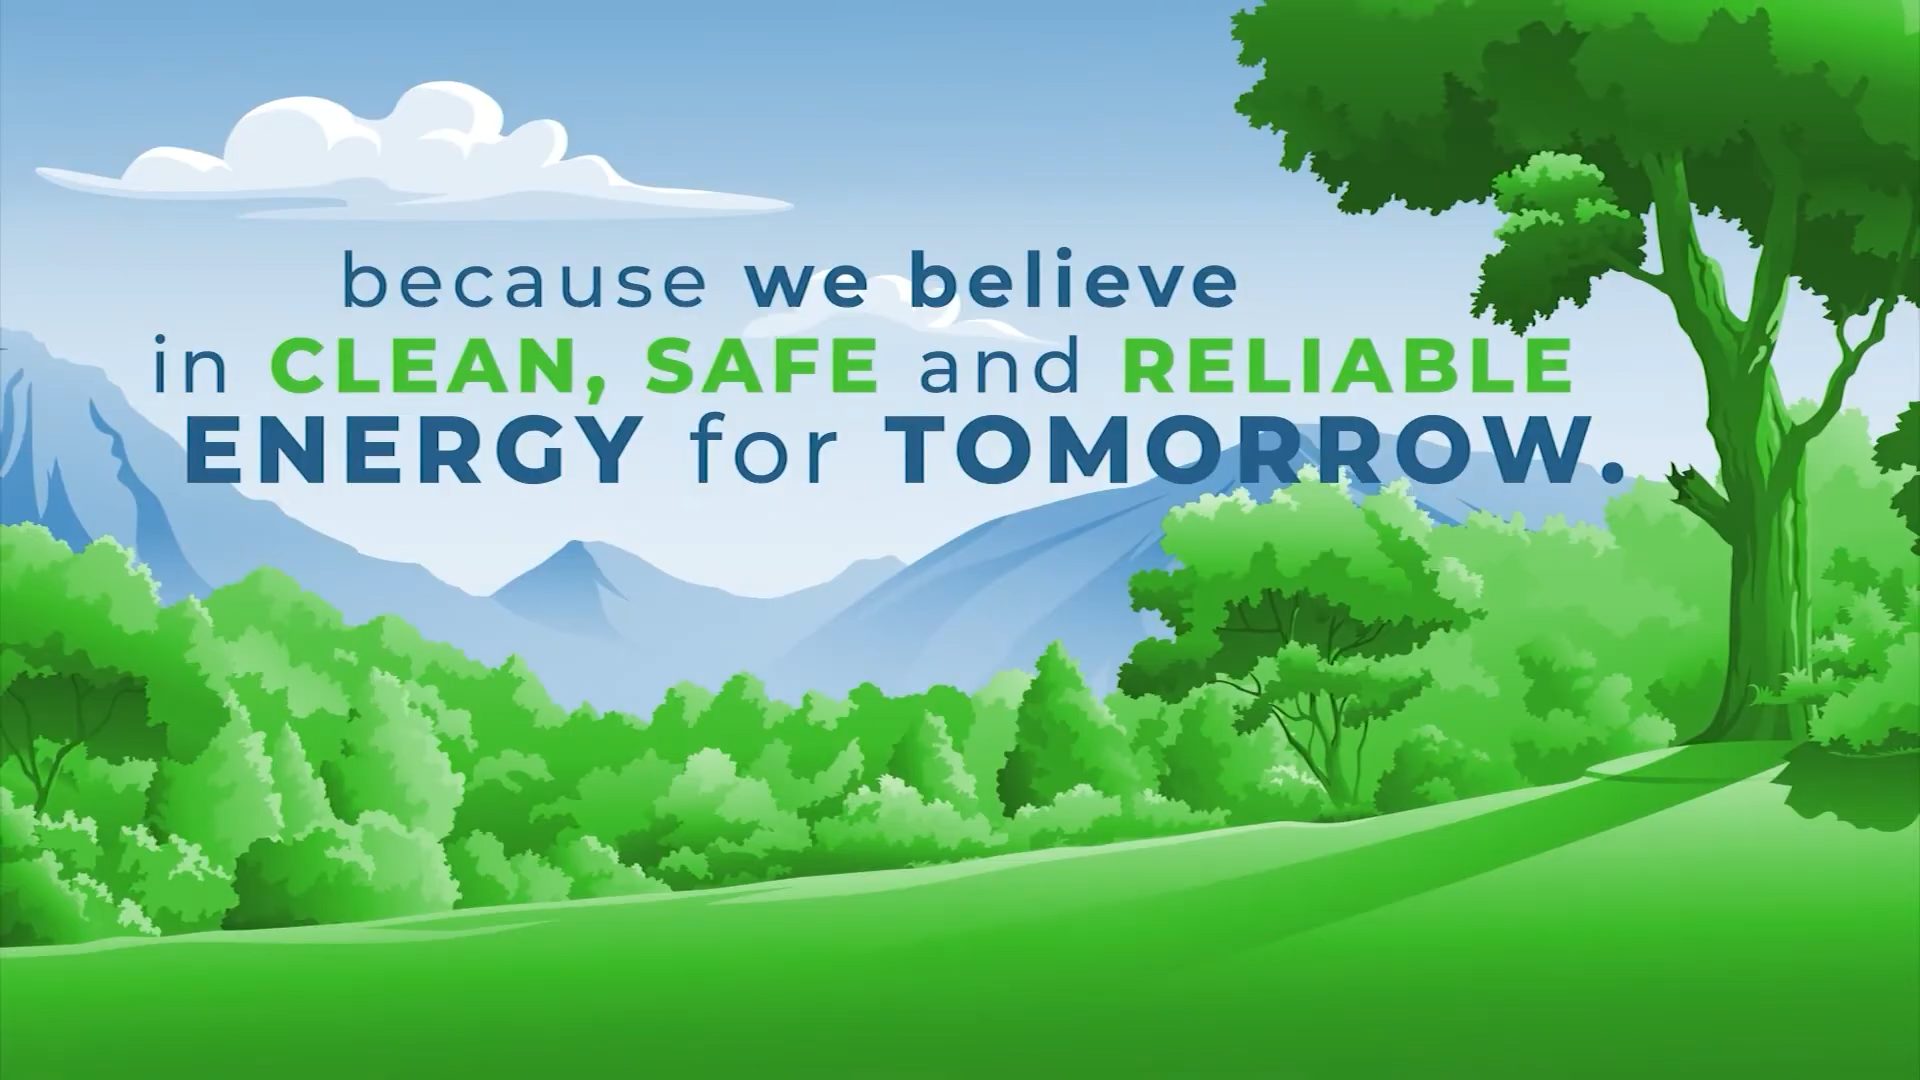 because we believe
in CLEAN, SAFE and RELIABLE
ENERGY for TOMORROW.